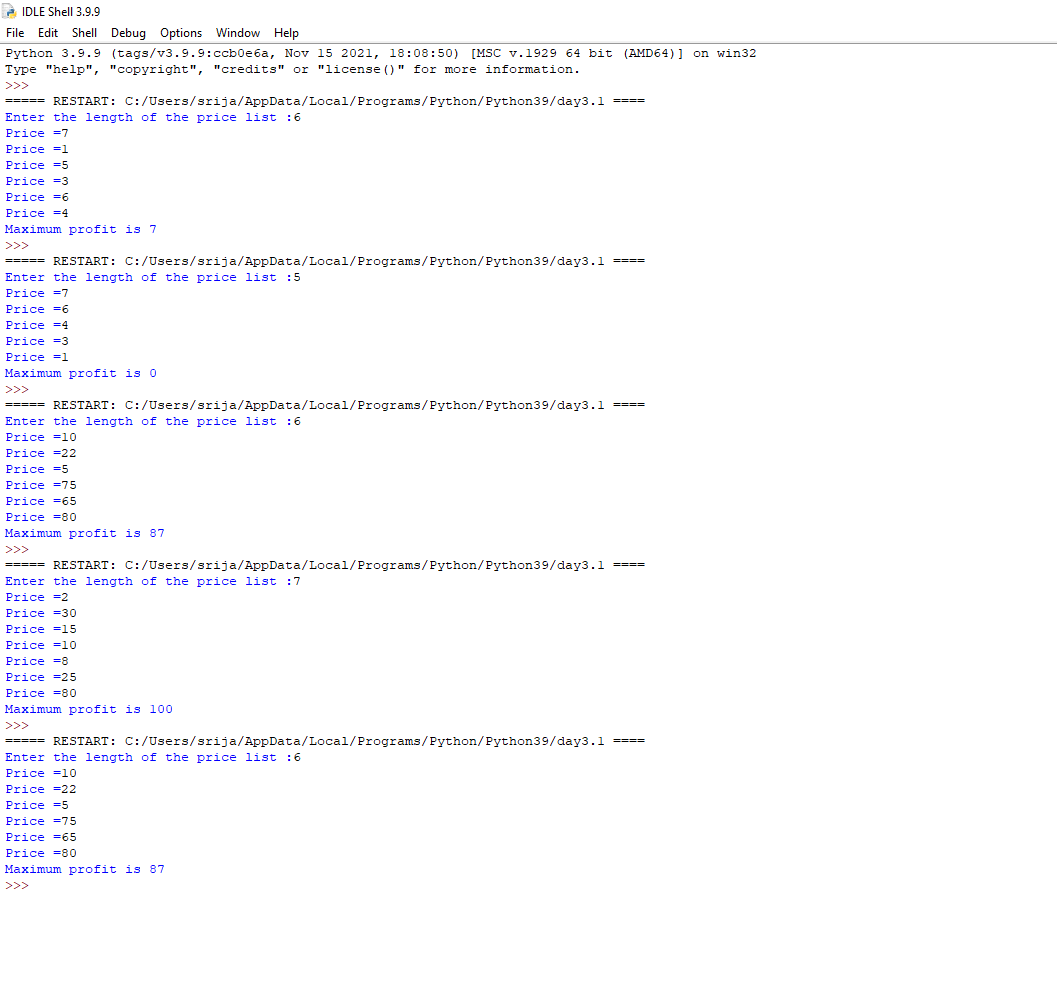 IDLE Shell 3.9.9
File Edit Shell Debug Options Window Help
Python 3.9.9 (tags/v3.9.9:ccb0e6a, Nov 15 2021, 18:08:50) [MSC v.1929 64 bit (AMD64)] on win32
Type "help", "copyright", "credits" or "license()" for more information.
>>>
===== RESTART: C:/Users/srija/AppData/Local/Programs/Python/Python39/day3.1 ====
Enter the length of the price list :6
Price =7
Price =1
Price =5
Price =3
Price =6
Price =4
Maximum profit is 7
>>>
===== RESTART: C:/Users/srija/AppData/Local/Programs/Python/Python39/day3.1 ====
Enter the length of the price list :5
Price =7
Price =6
Price =4
Price =3
Price =1
Maximum profit is 0
>>>
===== RESTART: C:/Users/srija/AppData/Local/Programs/Python/Python39/day3.1 ====
Enter the length of the price list :6
Price =10
Price =22
Price =5
Price =75
Price =65
Price =80
Maximum profit is 87
>>>
===== RESTART: C:/Users/srija/AppData/Local/Programs/Python/Python39/day3.1 ====
Enter the length of the price list :7
Price =2
Price =30
Price =15
Price =10
Price =8
Price =25
Price =80
Maximum profit is 100
>>>
===== RESTART: C:/Users/srija/AppData/Local/Programs/Python/Python39/day3.1 ====
Enter the length of the price list :6
Price =10
Price =22
Price =5
Price =75
Price =65
Price =80
Maximum profit is 87
>>>